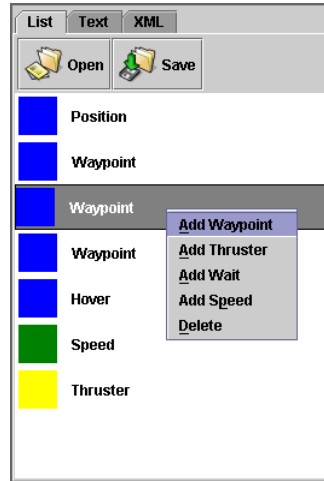 List Text XML
Open Save
Position
Waypoint
Waypoint
Add Waypoint
Add Thruster
Add Wait
Add Speed
Delete
Waypoint
Hover
Speed
Thruster